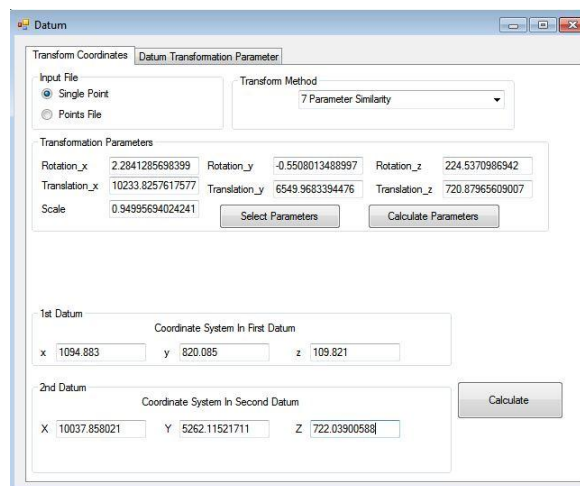 Datum
Transform Coordinates Datum Transformation Parameter
Input File
Single Point
Points File
Transform Method
7 Parameter Similarity
Transformation Parameters
Rotation_x 2.2841285698399 Rotation_y -0.5508013488997 Rotation_z 224.5370986942
Translation_x 10233.8257617577 Translation_y 6549.9683394476 Translation_z 720.87965609007
Scale 0.94995694024241 Select Parameters Calculate Parameters
1st Datum
Coordinate System In First Datum
x 1094.883 y 820.085 z 109.821
2nd Datum
Coordinate System In Second Datum
X 10037.858021 Y 5262.11521711 Z 722.03900588
Calculate